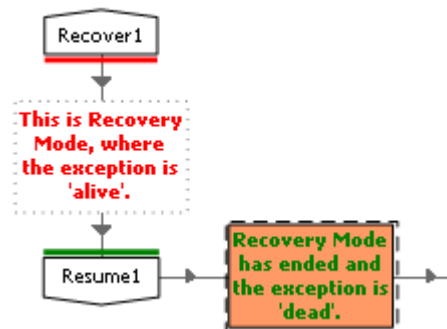 Recover1
This is Recovery
Mode, where
the exception is
'alive'.
Recovery Mode
has ended and
the exception is
'dead'.
Resume1